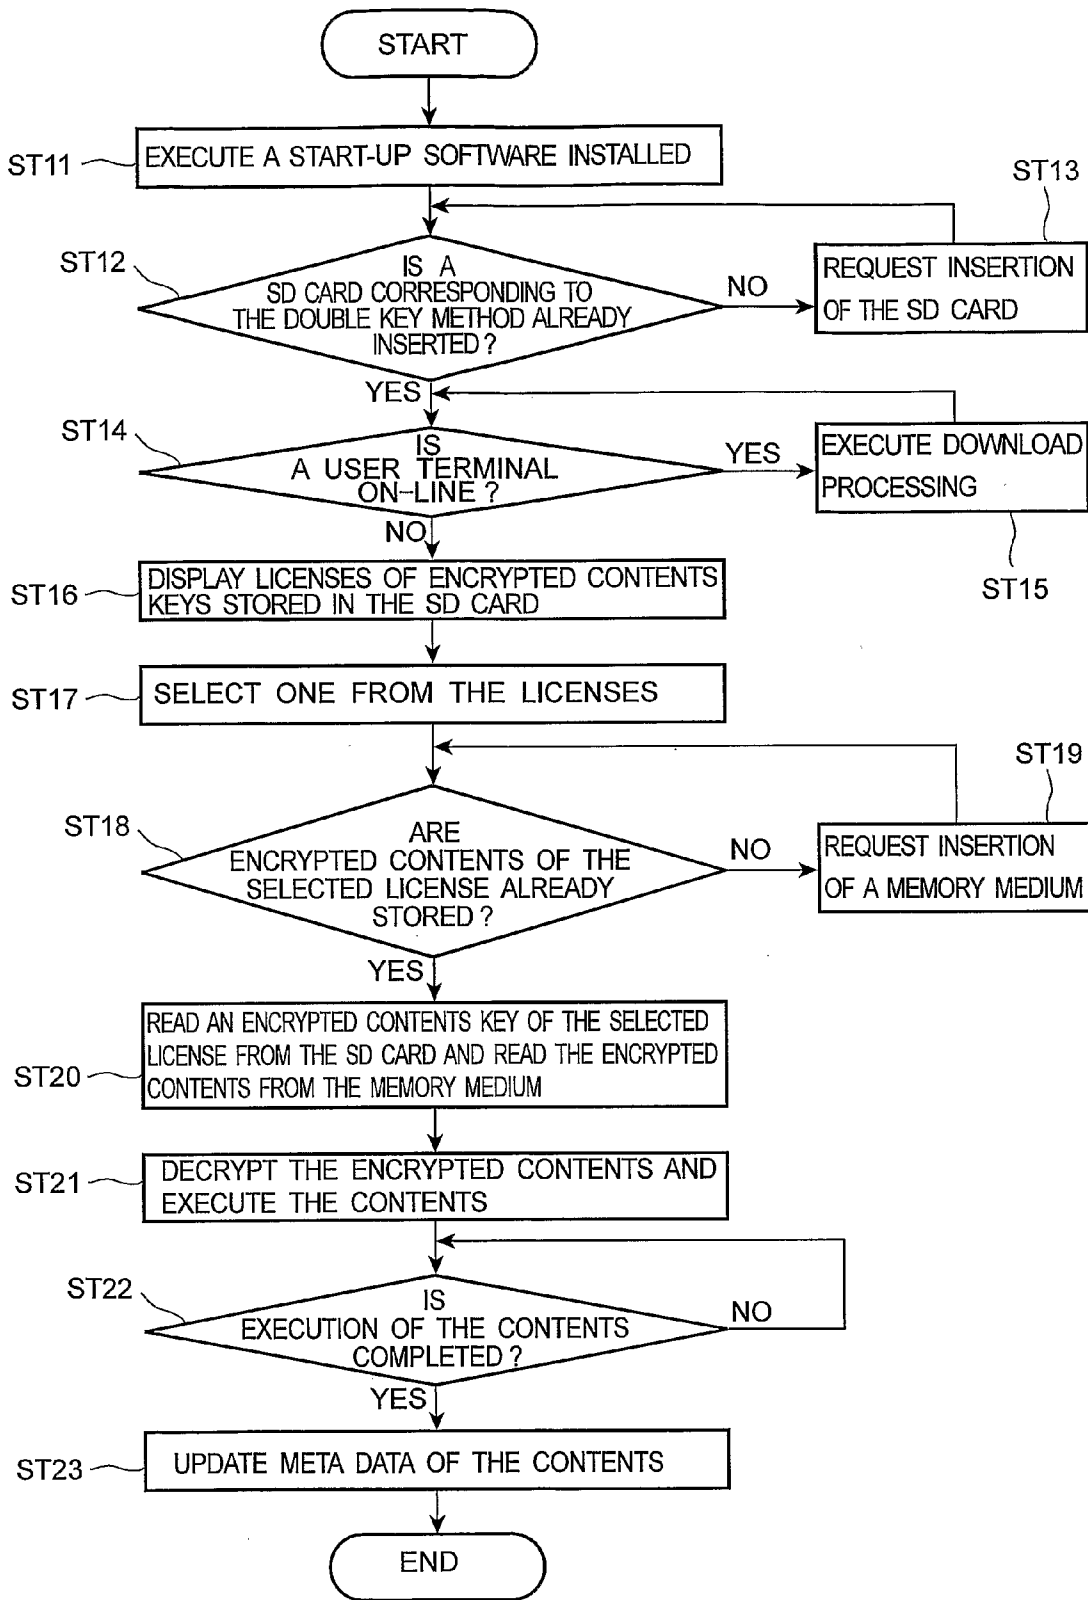 START
ST11
EXECUTE A START-UP SOFTWARE INSTALLED
ST13
ST12
IS A
SD CARD CORRESPONDING TO
THE DOUBLE KEY METHOD ALREADY
INSERTED?
NO
REQUEST INSERTION
OF THE SD CARD
YES
ST14
IS
A USER TERMINAL
ON-LINE?
YES
EXECUTE DOWNLOAD
PROCESSING
NO
ST15
ST16
DISPLAY LICENSES OF ENCRYPTED CONTENTS
KEYS STORED IN THE SD CARD
ST17
SELECT ONE FROM THE LICENSES
ST19
ST18
ARE
ENCRYPTED CONTENTS OF THE
SELECTED LICENSE ALREADY
STORED?
NO
REQUEST INSERTION
OF A MEMORY MEDIUM
YES
ST20
READ AN ENCRYPTED CONTENTS KEY OF THE SELECTED
LICENSE FROM THE SD CARD AND READ THE ENCRYPTED
CONTENTS FROM THE MEMORY MEDIUM
ST21
DECRYPT THE ENCRYPTED CONTENTS AND
EXECUTE THE CONTENTS
ST22
IS
EXECUTION OF THE CONTENTS
COMPLETED?
NO
YES
ST23
UPDATE META DATA OF THE CONTENTS
END